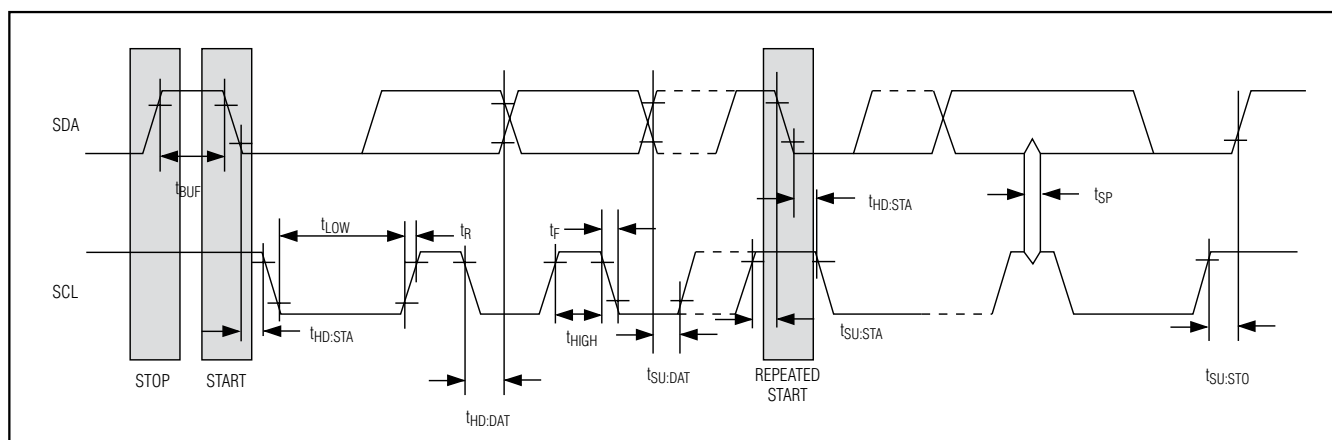 SDA
tBUF
tHD:STA
tSP
tLOW
tR
tF
SCL
tHD:STA
tHIGH
tSU:STA
tSU:DAT
STOP
START
REPEATED
START
tSU:STO
tHD:DAT